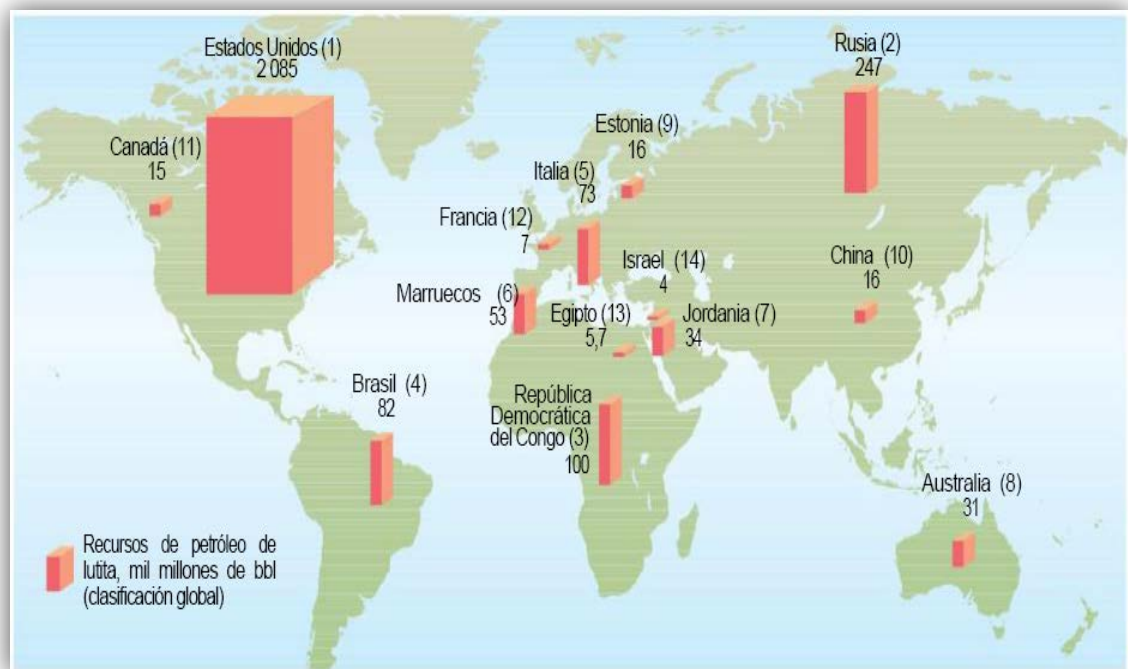 Estados Unidos (1)
2 085
Rusia (2)
247
Canadá (11)
15
Estonia (9)
16
Italia (5)
73
Francia (12)
7
Israel (14)
4
China (10)
16
Marruecos (6)
53
Egipto (13)
5,7
Jordania (7)
34
Brasil (4)
82
República
Democrática
del Congo (3)
100
Australia (8)
31
Recursos de petróleo de
lutita, mil millones de bbl
(clasificación global)